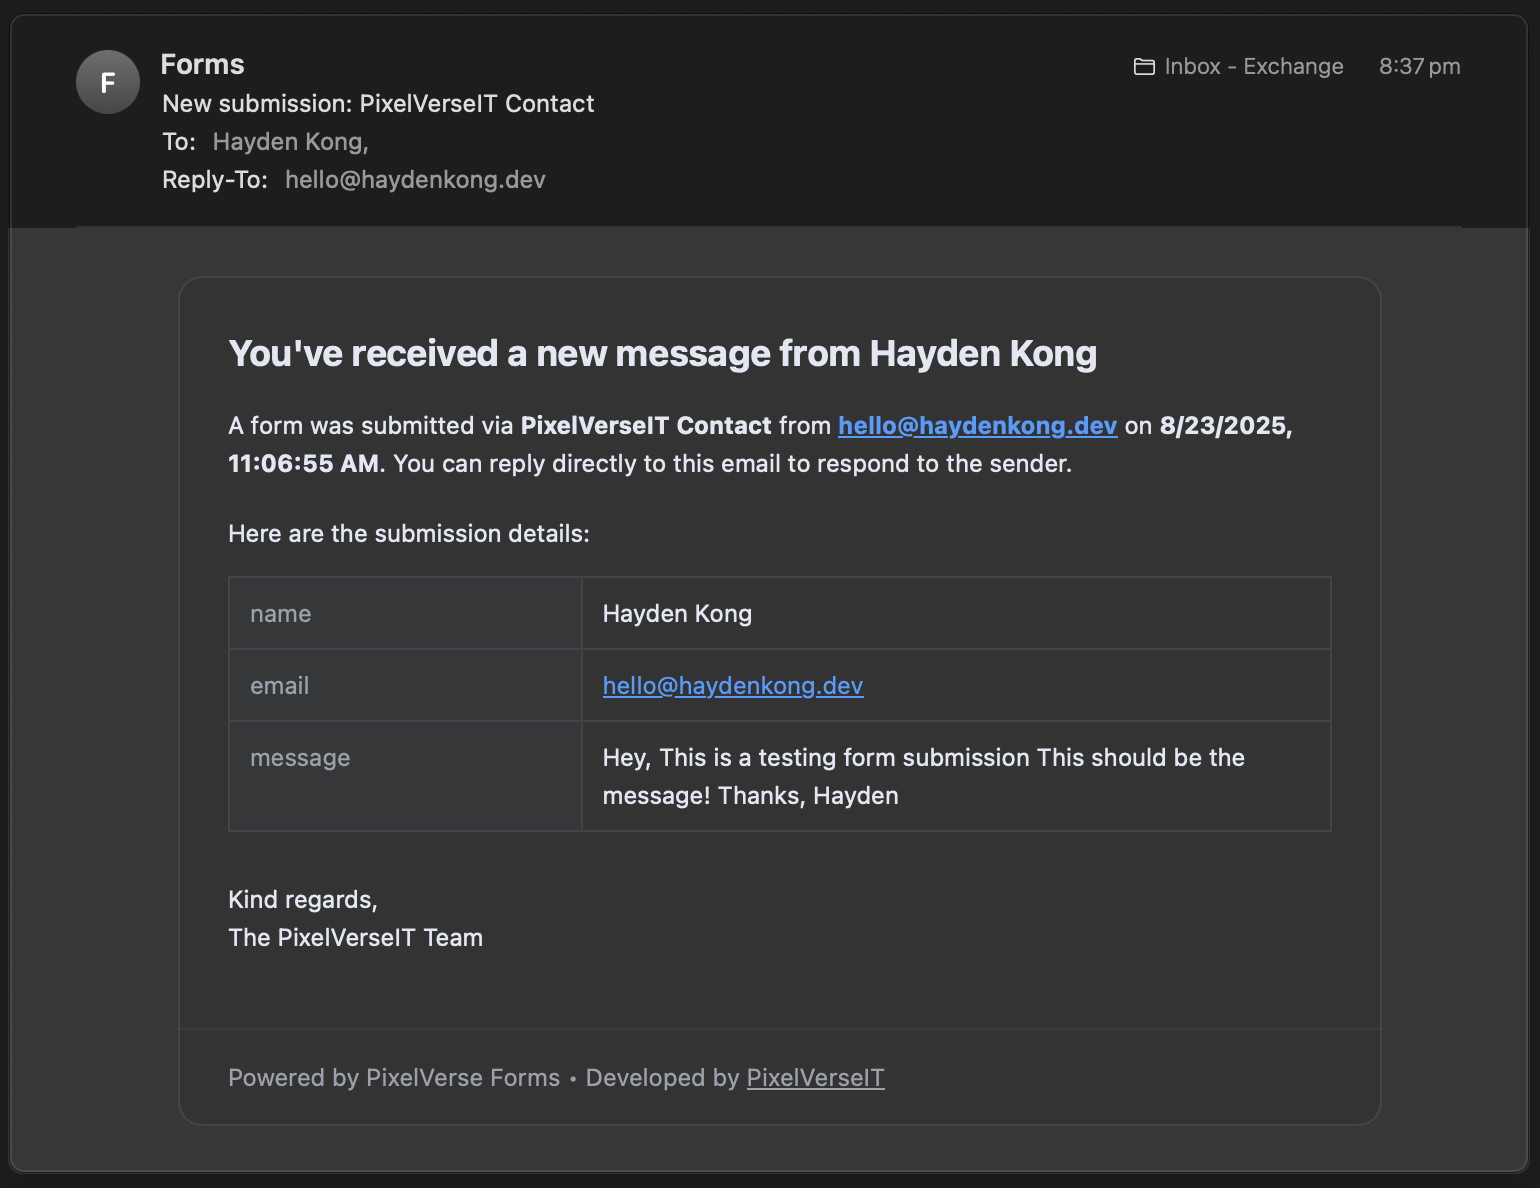 F
Forms
Inbox - Exchange
8:37 pm
New submission: PixelVerseIT Contact
To: Hayden Kong,
Reply-To: hello@haydenkong.dev
You've received a new message from Hayden Kong
A form was submitted via PixelVerseIT Contact from hello@haydenkong.dev on 8/23/2025,
11:06:55 AM. You can reply directly to this email to respond to the sender.
Here are the submission details:
name Hayden Kong
email hello@haydenkong.dev
message Hey, This is a testing form submission This should be the
message! Thanks, Hayden
Kind regards,
The PixelVerseIT Team
Powered by PixelVerse Forms • Developed by PixelVerseIT